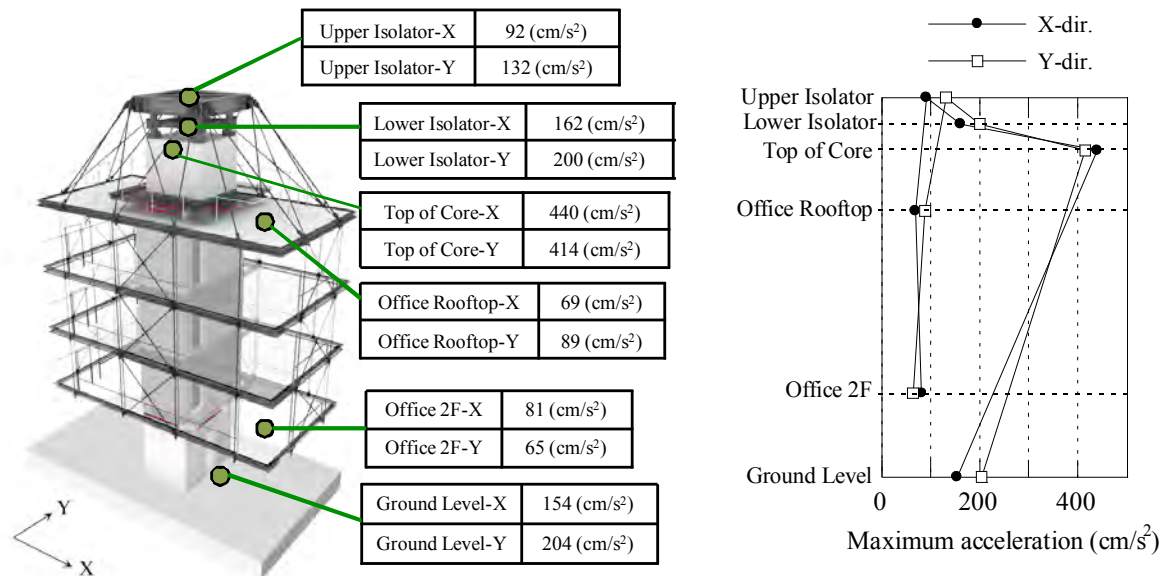 Upper Isolator-X 92 (cm/s²)
Upper Isolator-Y 132 (cm/s²)
Lower Isolator-X 162 (cm/s²)
Lower Isolator-Y 200 (cm/s²)
Top of Core-X 440 (cm/s²)
Top of Core-Y 414 (cm/s²)
Office Rooftop-X 69 (cm/s²)
Office Rooftop-Y 89 (cm/s²)
Office 2F-X 81 (cm/s²)
Office 2F-Y 65 (cm/s²)
Ground Level-X 154 (cm/s²)
Ground Level-Y 204 (cm/s²)
Y
X
X-dir.
Y-dir.
Upper Isolator
Lower Isolator
Top of Core
Office Rooftop
Office 2F
Ground Level
0 200 400
Maximum acceleration (cm/s²)